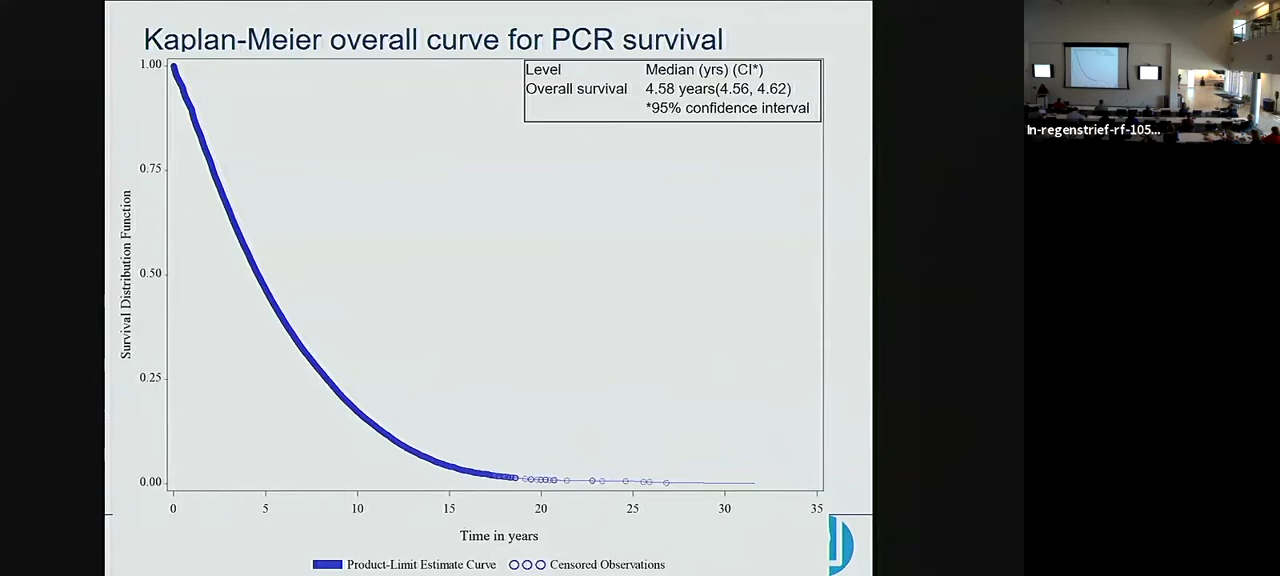 Kaplan-Meier overall curve for PCR survival
Level Median (yrs) (CI*)
Overall survival 4.58 years(4.56, 4.62)
*95% confidence interval
Survival Distribution Function
1.00
0.75
0.50
0.25
0.00
0 5 10 15 20 25 30 35
Time in years
Product-Limit Estimate Curve Censored Observations
In-regenstrief-rf-105...